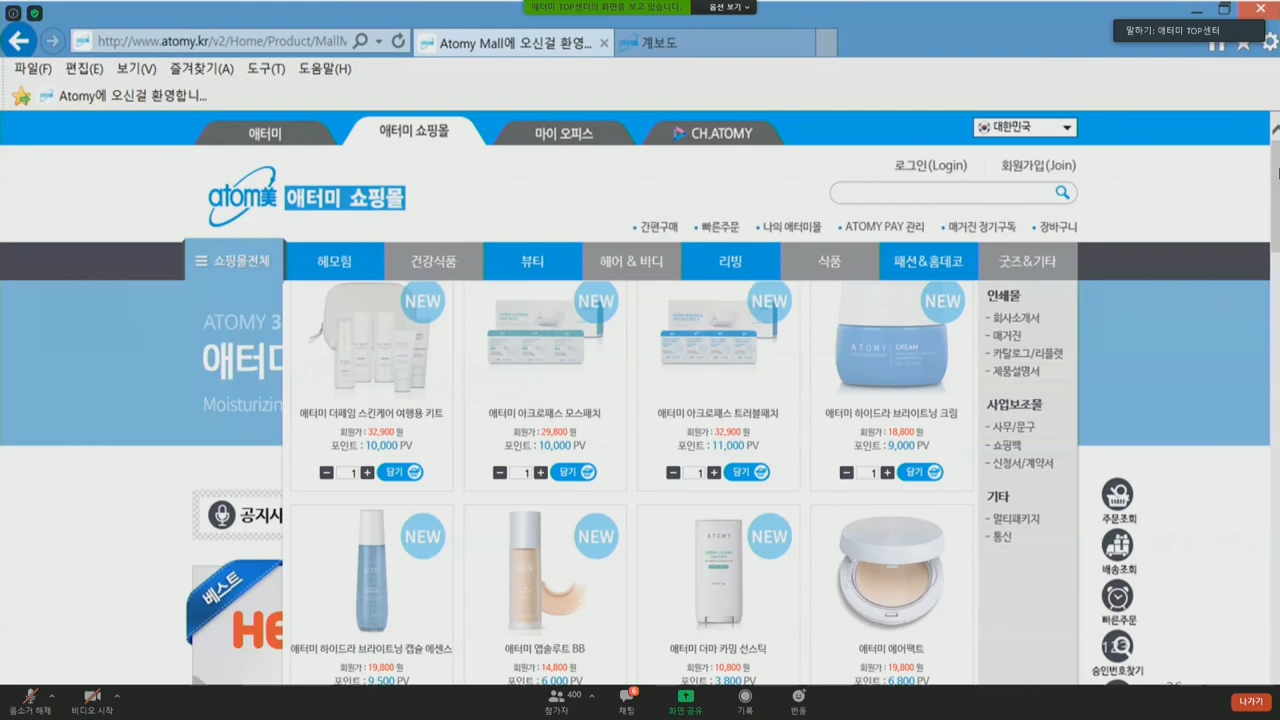 애터미 TOP센터의 화면을 보고 있습니다.
옵션 보기
말하기: 애터미 TOP센터
http://www.atomy.kr/v2/Home/Product/MallM
Atomy Mall에 오신걸 환영...
계보도
파일(F) 편집(E) 보기(V) 즐겨찾기(A) 도구(T) 도움말(H)
Atomy에 오신걸 환영합니...
애터미
애터미 쇼핑몰
마이 오피스
CH.ATOMY
대한민국
로그인(Login)
회원가입(Join)
atom美 애터미 쇼핑몰
• 간편구매 • 빠른주문 • 나의 애터미몰 • ATOMY PAY 관리 • 매거진 정기구독 • 장바구니
쇼핑몰전체 헤모힘 건강식품 뷰티 헤어 & 바디 리빙 식품 패션&홈데코 굿즈&기타
ATOMY 3
애터미
Moisturizin
NEW NEW NEW NEW
ATOMY CREAM
애터미 더페임 스킨케어 여행용 키트
회원가 : 32,900 원
포인트 : 10,000 PV
1 담기
애터미 아크로패스 모스패치
회원가 : 29,800 원
포인트 : 10,000 PV
1 담기
애터미 아크로패스 트러블패치
회원가 : 32,900 원
포인트 : 11,000 PV
1 담기
애터미 하이드라 브라이트닝 크림
회원가 : 18,800 원
포인트 : 9,000 PV
1 담기
인쇄물
- 회사소개서
- 매거진
- 카탈로그/리플렛
- 제품설명서
사업보조물
- 사무/문구
- 쇼핑백
- 신청서/계약서
기타
- 멀티패키지
- 통신
공지사
베스트
HE
NEW NEW NEW
ATOMY
애터미 하이드라 브라이트닝 캡슐 에센스
회원가 : 19,800 원
포인트 : 9,500 PV
애터미 앱솔루트 BB
회원가 : 14,800 원
포인트 : 6,000 PV
애터미 더마 카밍 선스틱
회원가 : 10,800 원
포인트 : 3,800 PV
애터미 에어팩트
회원가 : 19,800 원
포인트 : 6,800 PV
주문조회
배송조회
빠른주문
승인번호찾기
음소거 해제
비디오 시작
400
참가자
6
채팅
화면 공유
기록
반응
나가기